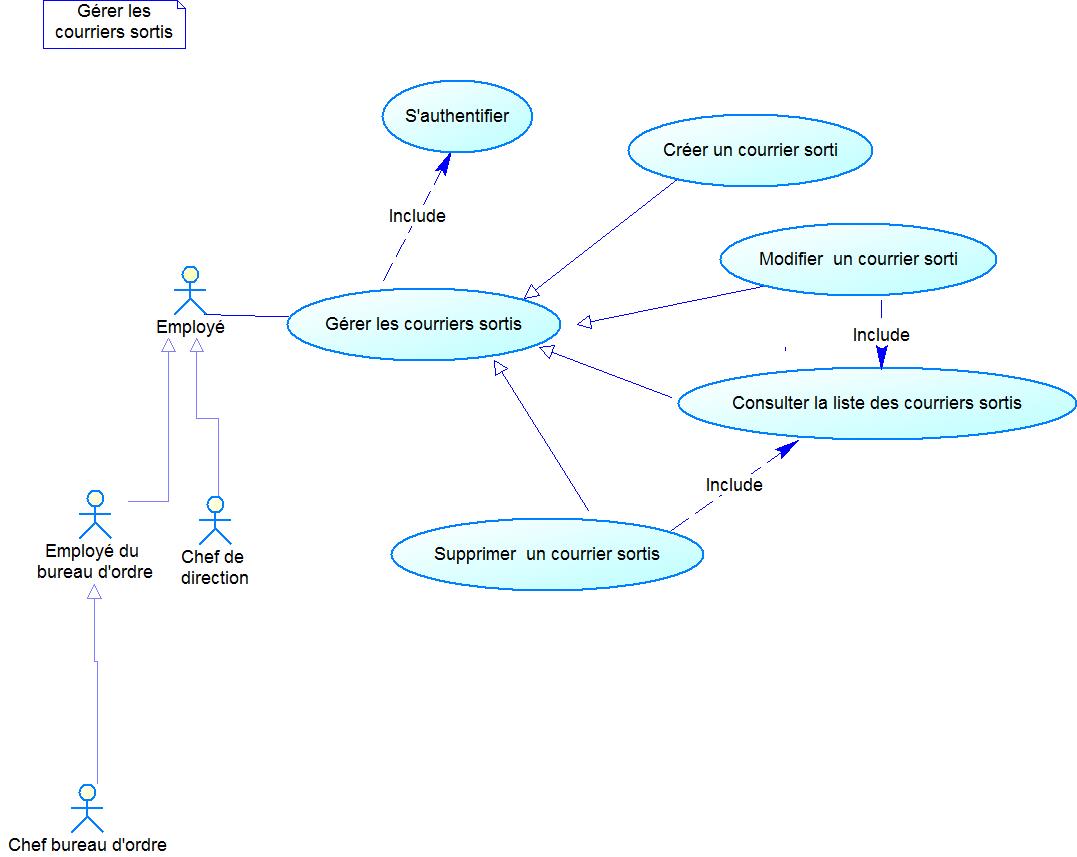 Gérer les
courriers sortis
S'authentifier
Créer un courrier sorti
Include
Modifier  un courrier sorti
Employé
Gérer les courriers sortis
Include
Consulter la liste des courriers sortis
Include
Employé du
bureau d'ordre
Chef de
direction
Supprimer  un courrier sortis
Chef bureau d'ordre